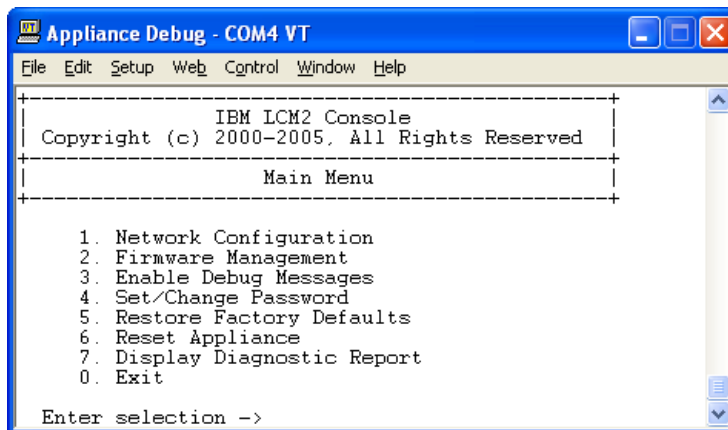 VT Appliance Debug - COM4 VT
File Edit Setup Web Control Window Help
IBM LCM2 Console
Copyright (c) 2000-2005, All Rights Reserved
Main Menu
1. Network Configuration
2. Firmware Management
3. Enable Debug Messages
4. Set/Change Password
5. Restore Factory Defaults
6. Reset Appliance
7. Display Diagnostic Report
0. Exit
Enter selection ->